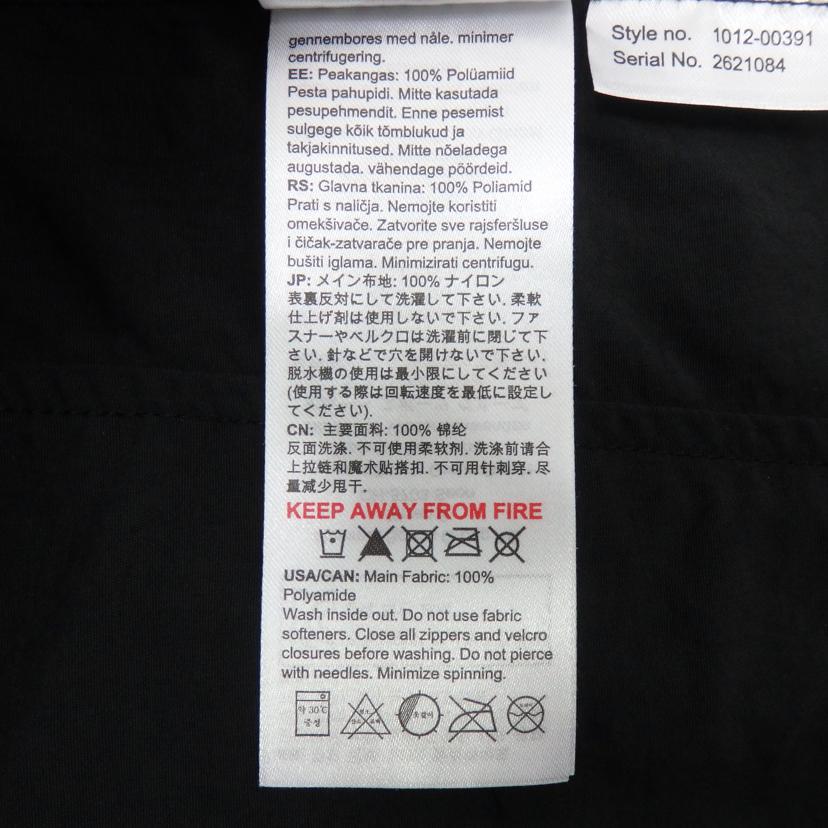 gennembores med nåle. minimer
centrifugering.
EE: Peakangas: 100% Polüamiid
Pesta pahupidi. Mitte kasutada
pesupehmendit. Enne pesemist
sulgege kõik tõmblukud ja
takjakinnitused. Mitte nõeladega
augustada. vähendage pöördeid.
RS: Glavna tkanina: 100% Poliamid
Prati s naličja. Nemojte koristiti
omekšivače. Zatvorite sve rajsferšluse
i čičak-zatvarače pre pranja. Nemojte
bušiti iglama. Minimizirati centrifugu.
JP: メイン布地: 100% ナイロン
表裏反対にして洗濯して下さい. 柔軟
仕上げ剤は使用しないで下さい. ファ
スナーやベルクロは洗濯前に閉じて下
さい. 針などで穴を開けないで下さい.
脱水機の使用は最小限にしてください
(使用する際は回転速度を最低に設定し
てください).
CN: 主要面料: 100% 锦纶
反面洗涤. 不可使用柔软剂. 洗涤前请合
上拉链和魔术贴搭扣. 不可用针刺穿. 尽
量减少甩干.
KEEP AWAY FROM FIRE
USA/CAN: Main Fabric: 100%
Polyamide
Wash inside out. Do not use fabric
softeners. Close all zippers and velcro
closures before washing. Do not pierce
with needles. Minimize spinning.
약 30℃
중성
옷걸이
Style no. 1012-00391
Serial No. 2621084